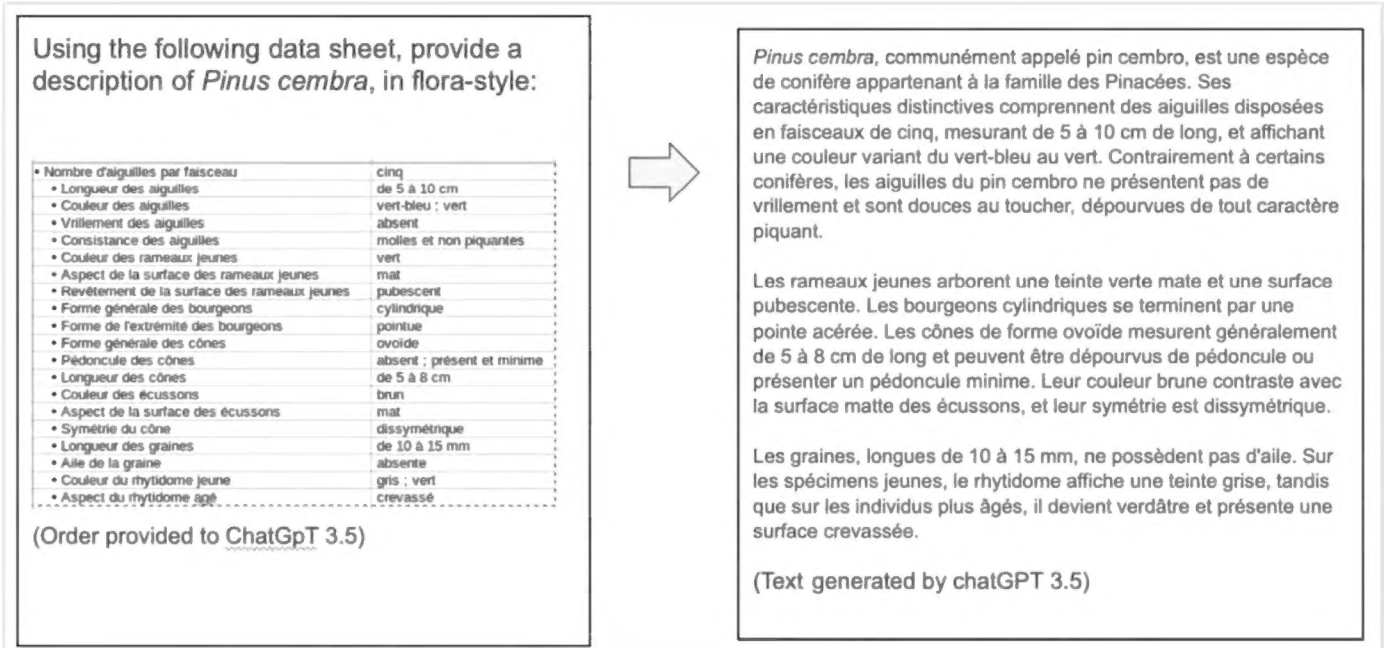 Using the following data sheet, provide a
description of Pinus cembra, in flora-style:
• Nombre d'aiguilles par faisceau cinq
• Longueur des aiguilles de 5 à 10 cm
• Couleur des aiguilles vert-bleu ; vert
• Vrillement des aiguilles absent
• Consistance des aiguilles molles et non piquantes
• Couleur des rameaux jeunes vert
• Aspect de la surface des rameaux jeunes mat
• Revêtement de la surface des rameaux jeunes pubescent
• Forme générale des bourgeons cylindrique
• Forme de l'extrémité des bourgeons pointue
• Forme générale des cônes ovoïde
• Pédoncule des cônes absent ; présent et minime
• Longueur des cônes de 5 à 8 cm
• Couleur des écussons brun
• Aspect de la surface des écussons mat
• Symétrie du cône dissymétrique
• Longueur des graines de 10 à 15 mm
• Aile de la graine absente
• Couleur du rhytidome jeune gris ; vert
• Aspect du rhytidome agé crevassé
(Order provided to ChatGpT 3.5)
Pinus cembra, communément appelé pin cembro, est une espèce
de conifère appartenant à la famille des Pinacées. Ses
caractéristiques distinctives comprennent des aiguilles disposées
en faisceaux de cinq, mesurant de 5 à 10 cm de long, et affichant
une couleur variant du vert-bleu au vert. Contrairement à certains
conifères, les aiguilles du pin cembro ne présentent pas de
vrillement et sont douces au toucher, dépourvues de tout caractère
piquant.
Les rameaux jeunes arborent une teinte verte mate et une surface
pubescente. Les bourgeons cylindriques se terminent par une
pointe acérée. Les cônes de forme ovoïde mesurent généralement
de 5 à 8 cm de long et peuvent être dépourvus de pédoncule ou
présenter un pédoncule minime. Leur couleur brune contraste avec
la surface matte des écussons, et leur symétrie est dissymétrique.
Les graines, longues de 10 à 15 mm, ne possèdent pas d'aile. Sur
les spécimens jeunes, le rhytidome affiche une teinte grise, tandis
que sur les individus plus âgés, il devient verdâtre et présente une
surface crevassée.
(Text generated by chatGPT 3.5)